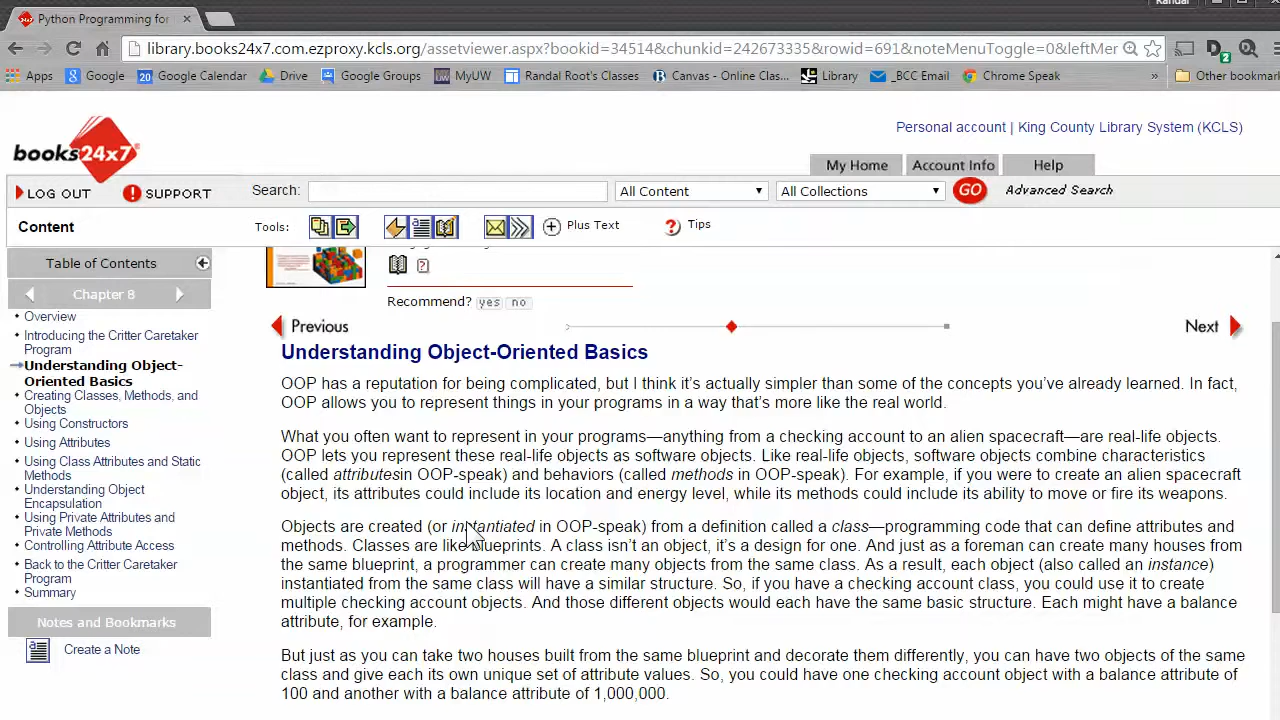 Randal
Python Programming for
library.books24x7.com.ezproxy.kcls.org/assetviewer.aspx?bookid=34514&chunkid=242673335&rowid=691&noteMenuToggle=0&leftMer
Apps Google Google Calendar Drive Google Groups MyUW Randal Root's Classes Canvas - Online Clas... Library _BCC Email Chrome Speak » Other bookmar
books24x7
Personal account | King County Library System (KCLS)
My Home Account Info Help
LOG OUT SUPPORT Search: All Content All Collections GO Advanced Search
Content Tools: Plus Text Tips
Table of Contents
Chapter 8
Overview
Introducing the Critter Caretaker
Program
Understanding Object-
Oriented Basics
Creating Classes, Methods, and
Objects
Using Constructors
Using Attributes
Using Class Attributes and Static
Methods
Understanding Object
Encapsulation
Using Private Attributes and
Private Methods
Controlling Attribute Access
Back to the Critter Caretaker
Program
Summary
Notes and Bookmarks
Create a Note
Recommend? yes no
Previous Next
Understanding Object-Oriented Basics
OOP has a reputation for being complicated, but I think it's actually simpler than some of the concepts you've already learned. In fact,
OOP allows you to represent things in your programs in a way that's more like the real world.
What you often want to represent in your programs—anything from a checking account to an alien spacecraft—are real-life objects.
OOP lets you represent these real-life objects as software objects. Like real-life objects, software objects combine characteristics
(called attributesin OOP-speak) and behaviors (called methods in OOP-speak). For example, if you were to create an alien spacecraft
object, its attributes could include its location and energy level, while its methods could include its ability to move or fire its weapons.
Objects are created (or instantiated in OOP-speak) from a definition called a class—programming code that can define attributes and
methods. Classes are like blueprints. A class isn't an object, it's a design for one. And just as a foreman can create many houses from
the same blueprint, a programmer can create many objects from the same class. As a result, each object (also called an instance)
instantiated from the same class will have a similar structure. So, if you have a checking account class, you could use it to create
multiple checking account objects. And those different objects would each have the same basic structure. Each might have a balance
attribute, for example.
But just as you can take two houses built from the same blueprint and decorate them differently, you can have two objects of the same
class and give each its own unique set of attribute values. So, you could have one checking account object with a balance attribute of
100 and another with a balance attribute of 1,000,000.